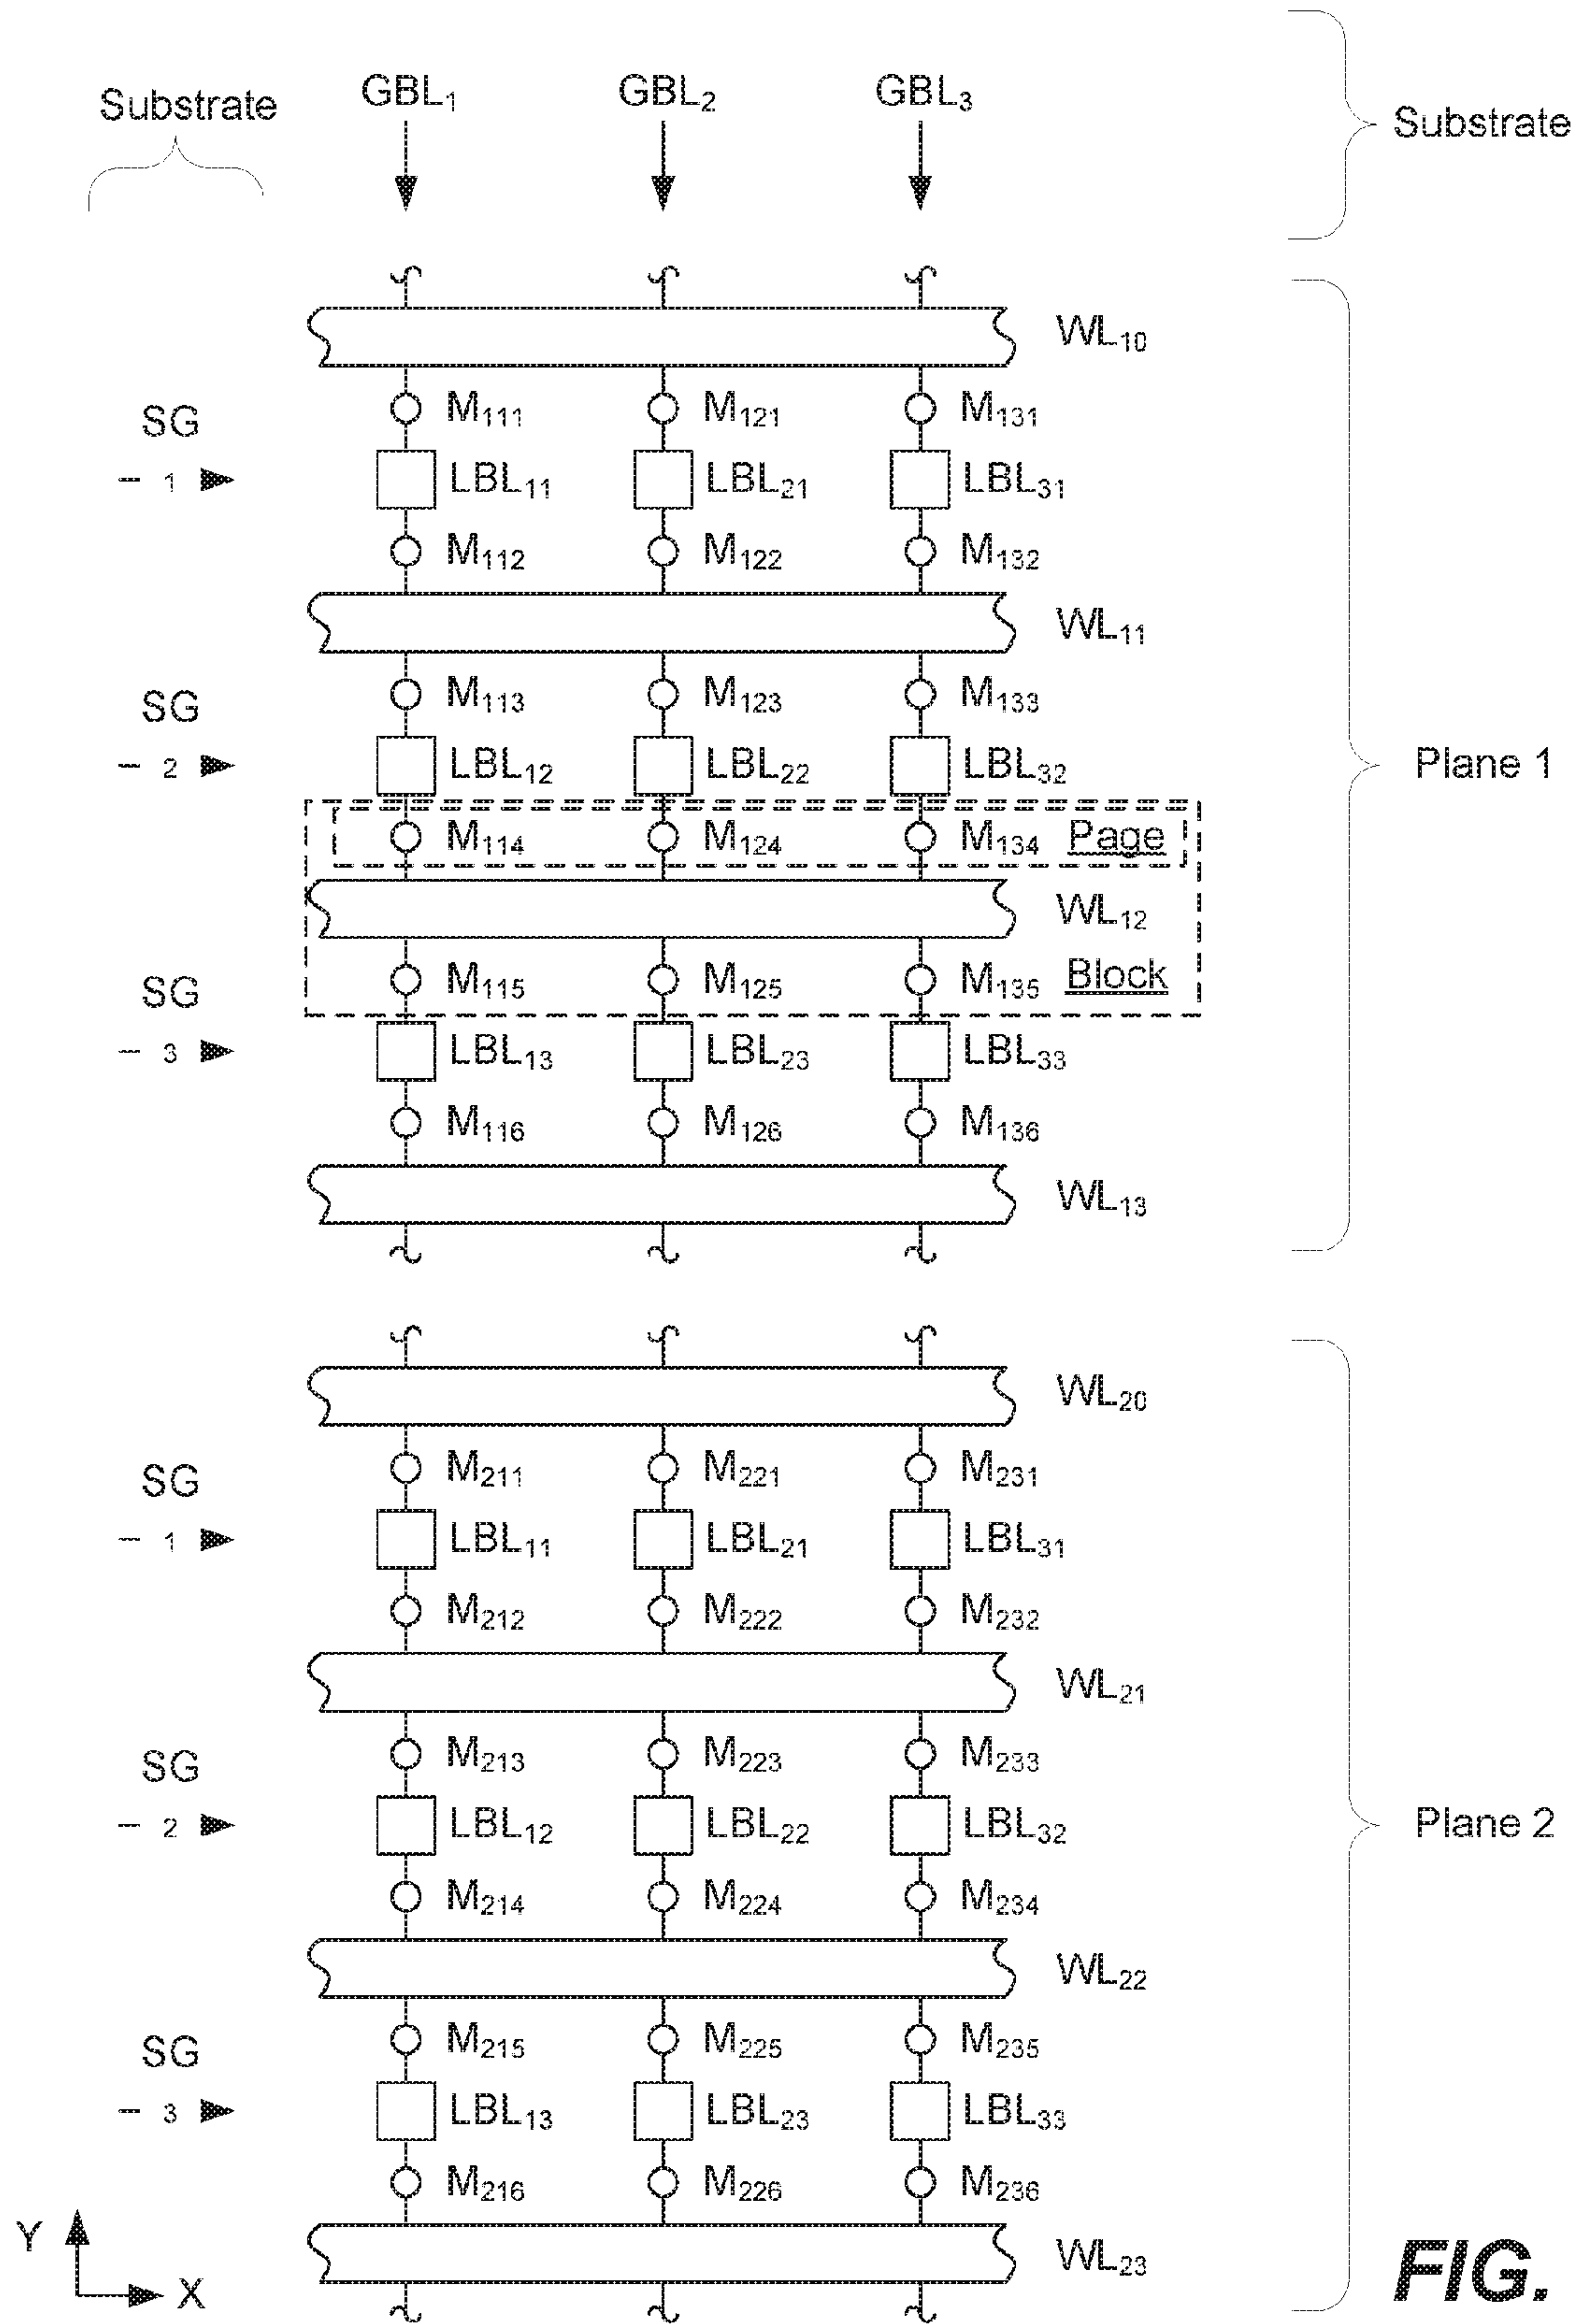 Substrate GBL₁ GBL₂ GBL₃ Substrate
WL₁₀
SG M₁₁₁ M₁₂₁ M₁₃₁
1 LBL₁₁ LBL₂₁ LBL₃₁
M₁₁₂ M₁₂₂ M₁₃₂
WL₁₁
SG M₁₁₃ M₁₂₃ M₁₃₃
2 LBL₁₂ LBL₂₂ LBL₃₂ Plane 1
M₁₁₄ M₁₂₄ M₁₃₄ Page
WL₁₂
SG M₁₁₅ M₁₂₅ M₁₃₅ Block
3 LBL₁₃ LBL₂₃ LBL₃₃
M₁₁₆ M₁₂₆ M₁₃₆
WL₁₃
WL₂₀
SG M₂₁₁ M₂₂₁ M₂₃₁
1 LBL₁₁ LBL₂₁ LBL₃₁
M₂₁₂ M₂₂₂ M₂₃₂
WL₂₁
SG M₂₁₃ M₂₂₃ M₂₃₃
2 LBL₁₂ LBL₂₂ LBL₃₂ Plane 2
M₂₁₄ M₂₂₄ M₂₃₄
WL₂₂
SG M₂₁₅ M₂₂₅ M₂₃₅
3 LBL₁₃ LBL₂₃ LBL₃₃
M₂₁₆ M₂₂₆ M₂₃₆
Y WL₂₃ FIG.
X